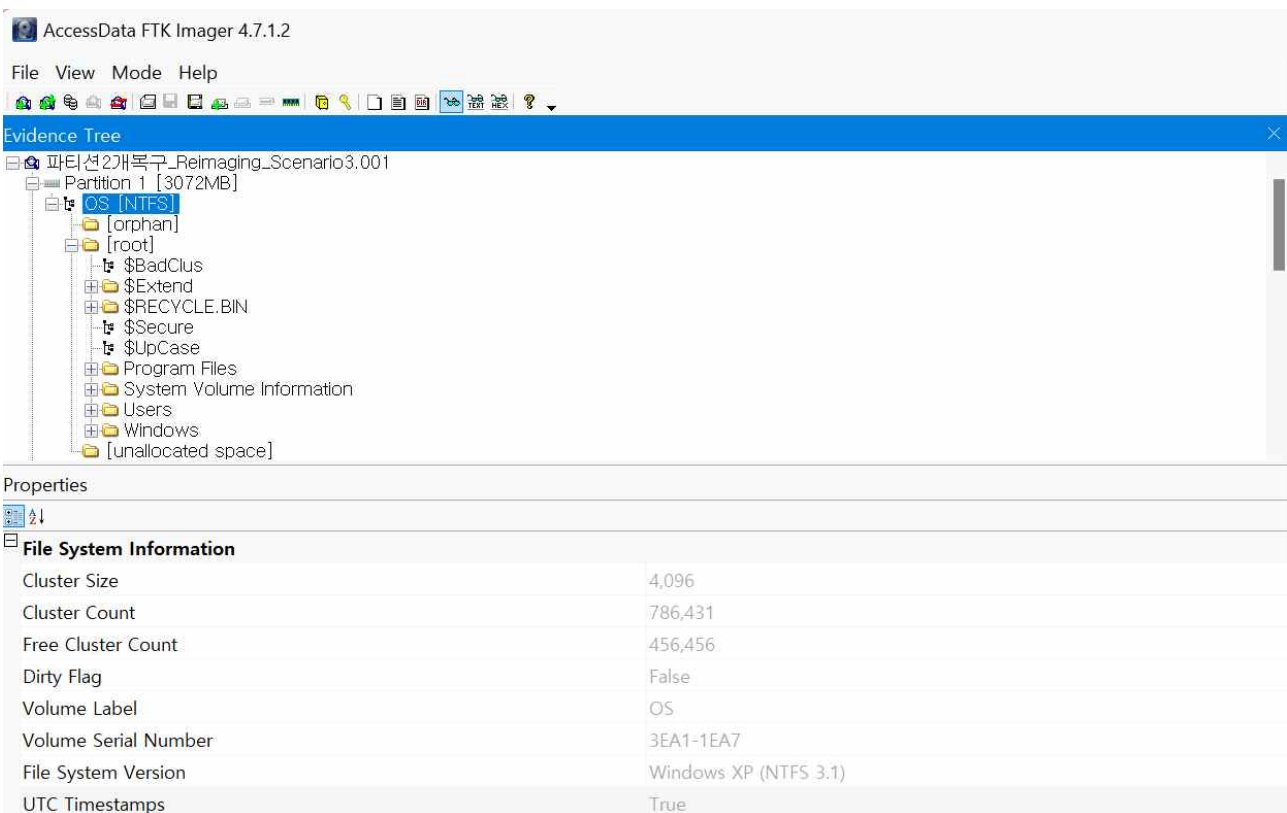 AccessData FTK Imager 4.7.1.2
File View Mode Help
Evidence Tree
파티션2개복구_Reimaging_Scenario3.001
Partition 1 [3072MB]
OS [NTFS]
[orphan]
[root]
$BadClus
$Extend
$RECYCLE.BIN
$Secure
$UpCase
Program Files
System Volume Information
Users
Windows
[unallocated space]
Properties
File System Information
Cluster Size 4,096
Cluster Count 786,431
Free Cluster Count 456,456
Dirty Flag False
Volume Label OS
Volume Serial Number 3EA1-1EA7
File System Version Windows XP (NTFS 3.1)
UTC Timestamps True